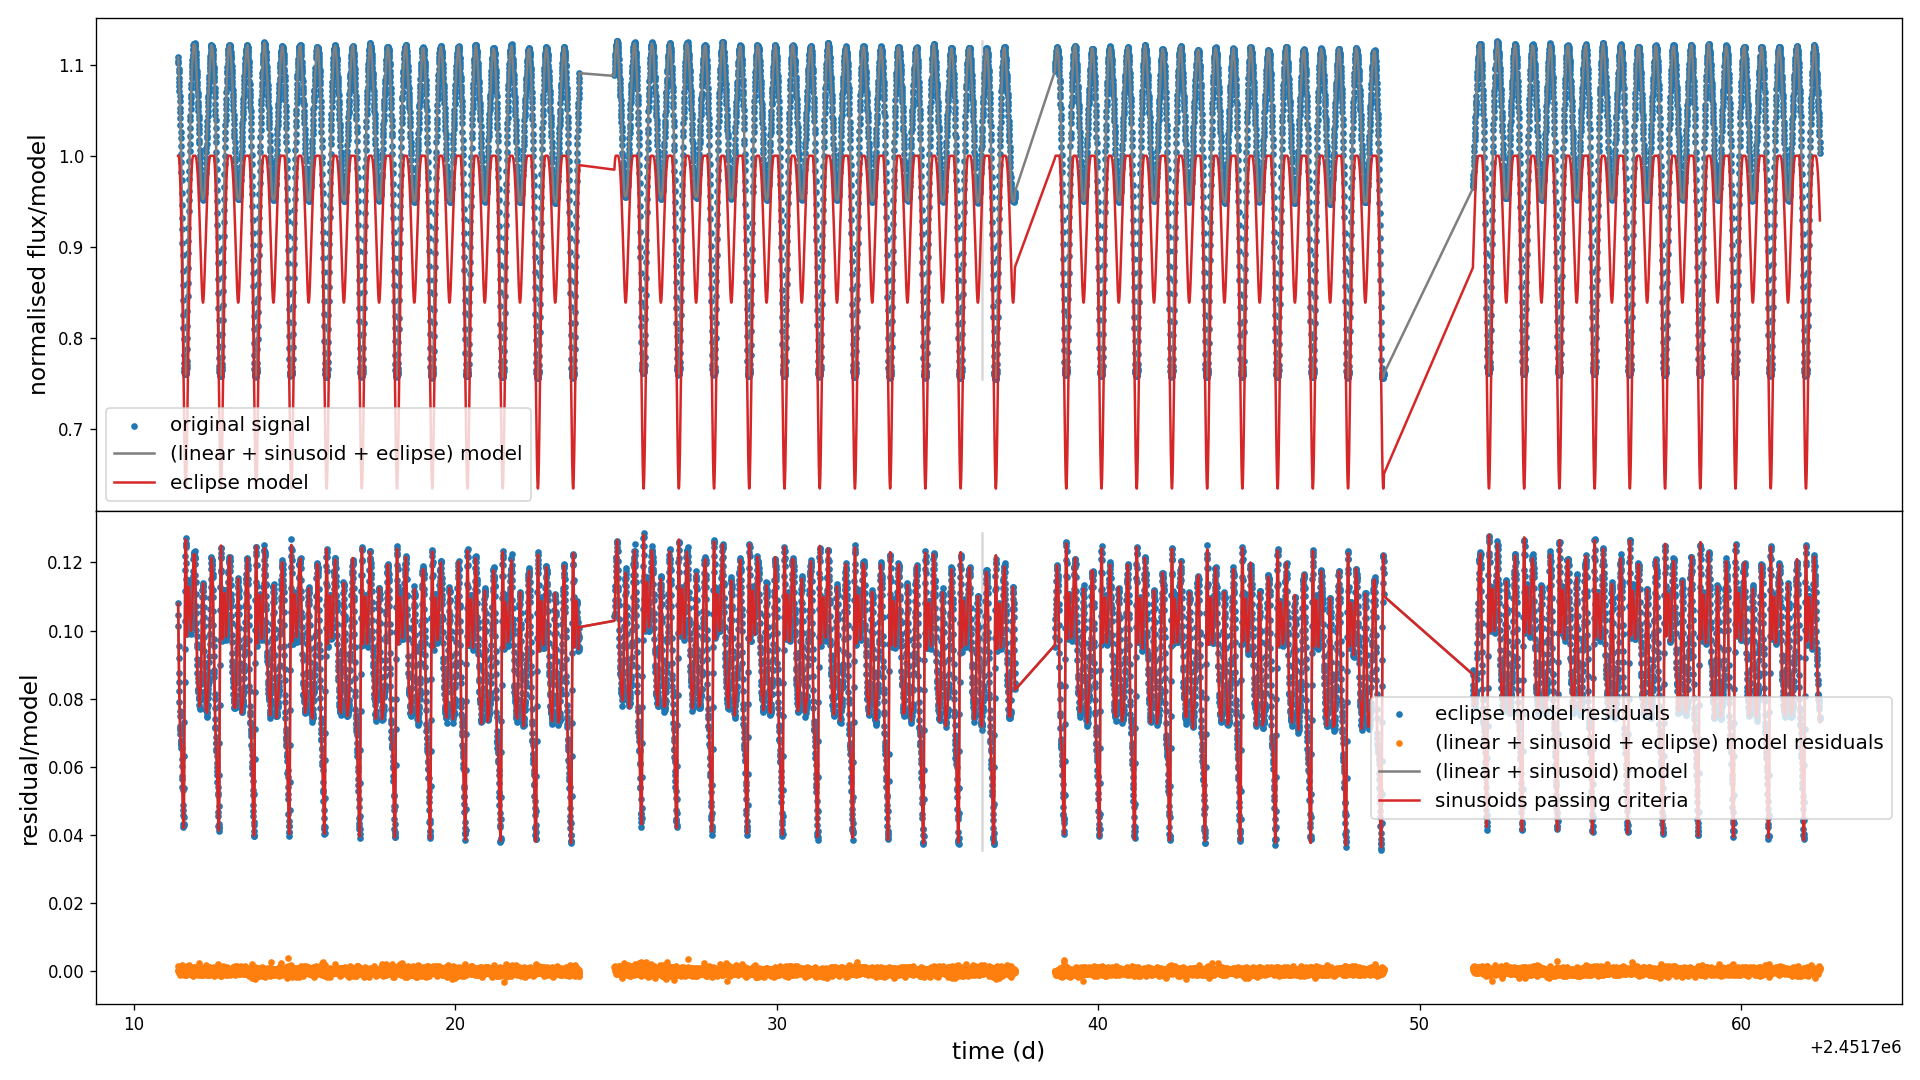 normalised flux/model
1.1
1.0
0.9
0.8
0.7
original signal
(linear + sinusoid + eclipse) model
eclipse model
residual/model
0.12
0.10
0.08
0.06
0.04
0.02
0.00
eclipse model residuals
(linear + sinusoid + eclipse) model residuals
(linear + sinusoid) model
sinusoids passing criteria
10
20
30
40
50
60
time (d)
+2.4517e6